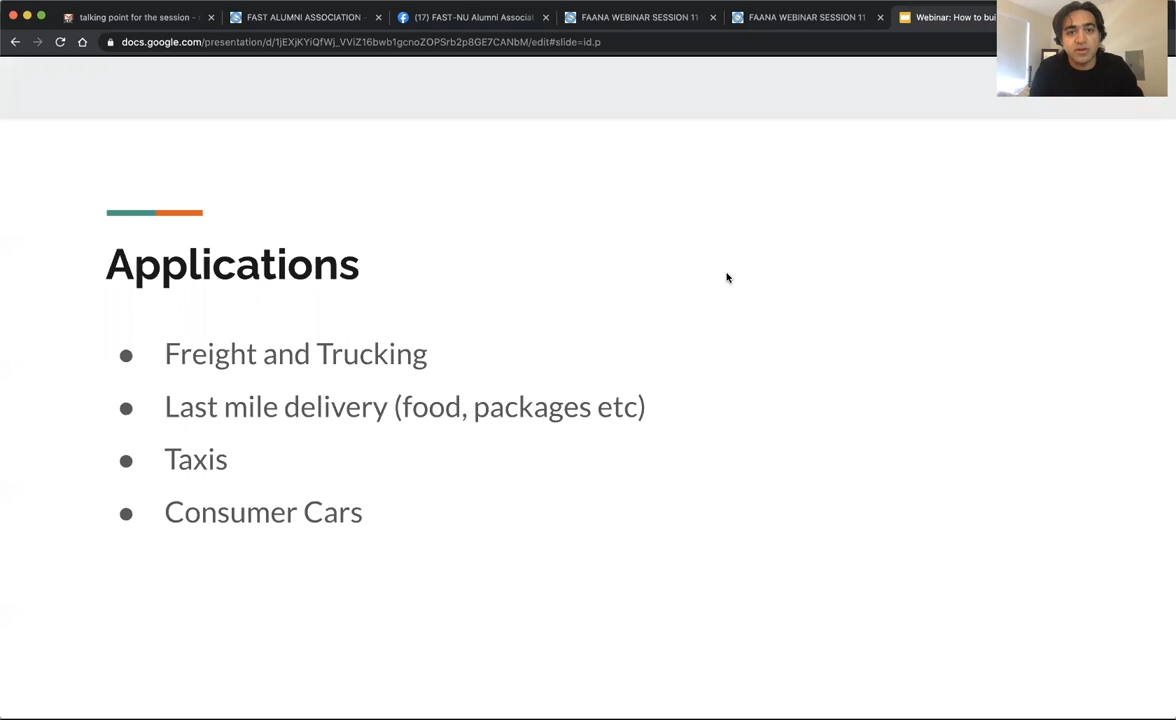 talking point for the session -
FAST ALUMNI ASSOCIATION -
(17) FAST-NU Alumni Associat
FAANA WEBINAR SESSION 11
FAANA WEBINAR SESSION 11
Webinar: How to bui
docs.google.com/presentation/d/1jEXjKYiQfWj_VViZ16bwb1gcnoZOPSrb2p8GE7CANbM/edit#slide=id.p
Applications
● Freight and Trucking
● Last mile delivery (food, packages etc)
● Taxis
● Consumer Cars